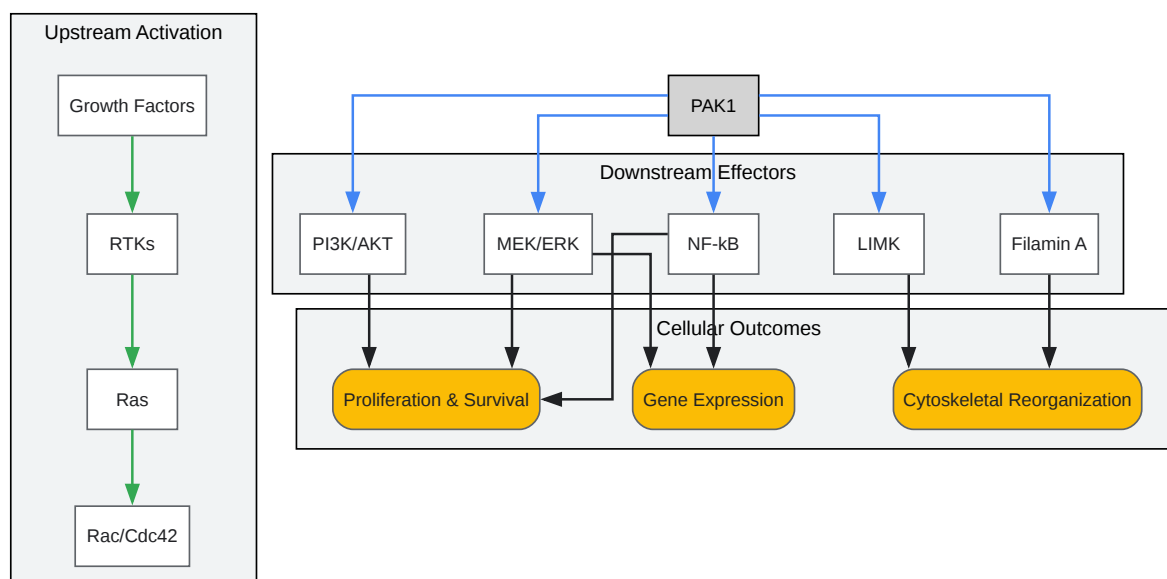 Upstream Activation
Growth Factors
RTKs
Ras
Rac/Cdc42
PAK1
Downstream Effectors
PI3K/AKT
MEK/ERK
NF-kB
LIMK
Filamin A
Cellular Outcomes
Proliferation & Survival
Gene Expression
Cytoskeletal Reorganization